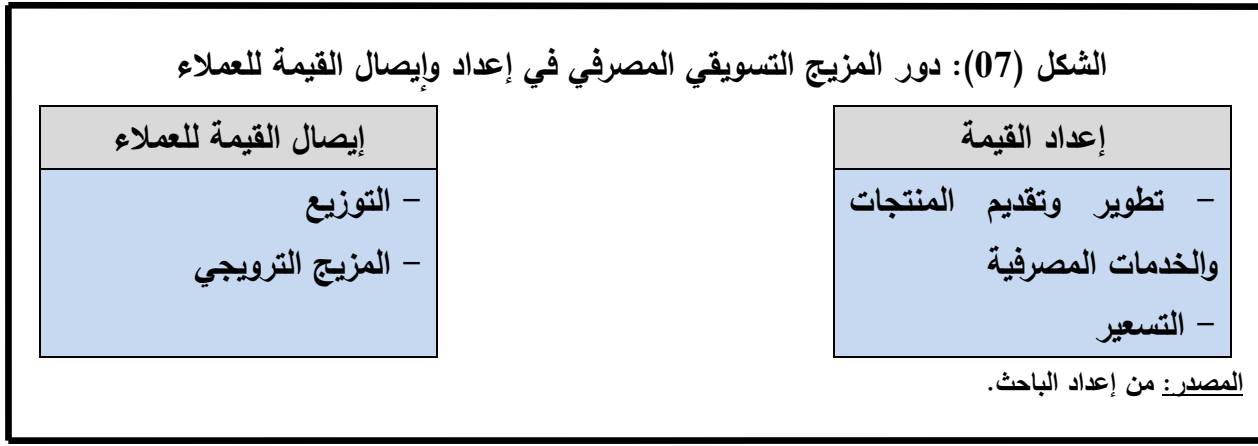 الشكل (07): دور المزيج التسويقي المصرفي في إعداد وإيصال القيمة للعملاء
إعداد القيمة
– تطوير وتقديم المنتجات
والخدمات المصرفية
– التسعير
إيصال القيمة للعملاء
– التوزيع
– المزيج الترويجي
المصدر: من إعداد الباحث.